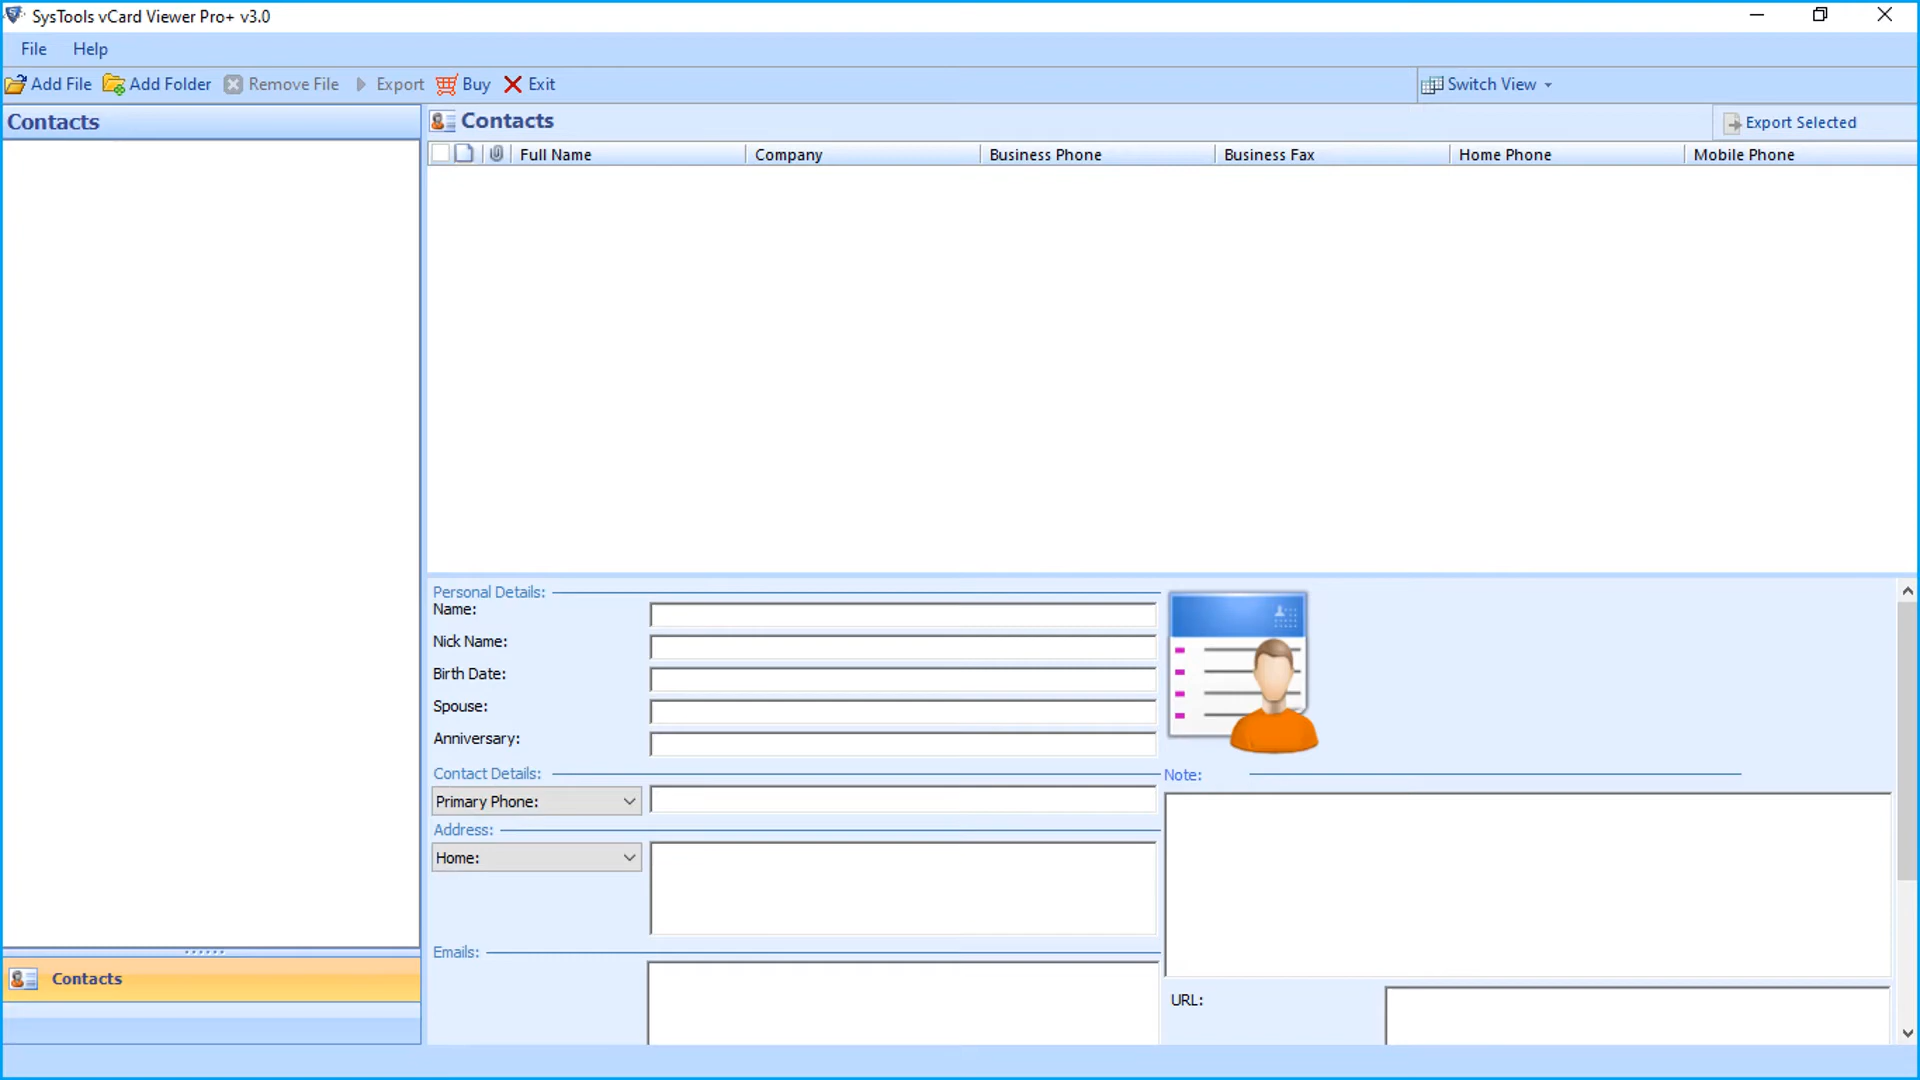 SysTools vCard Viewer Pro+ v3.0
File Help
Add File Add Folder Remove File Export Buy Exit Switch View
Contacts
Contacts
Export Selected
Full Name Company Business Phone Business Fax Home Phone Mobile Phone
Personal Details:
Name:
Nick Name:
Birth Date:
Spouse:
Anniversary:
Contact Details:
Primary Phone:
Address:
Home:
Emails:
Note:
URL:
Contacts